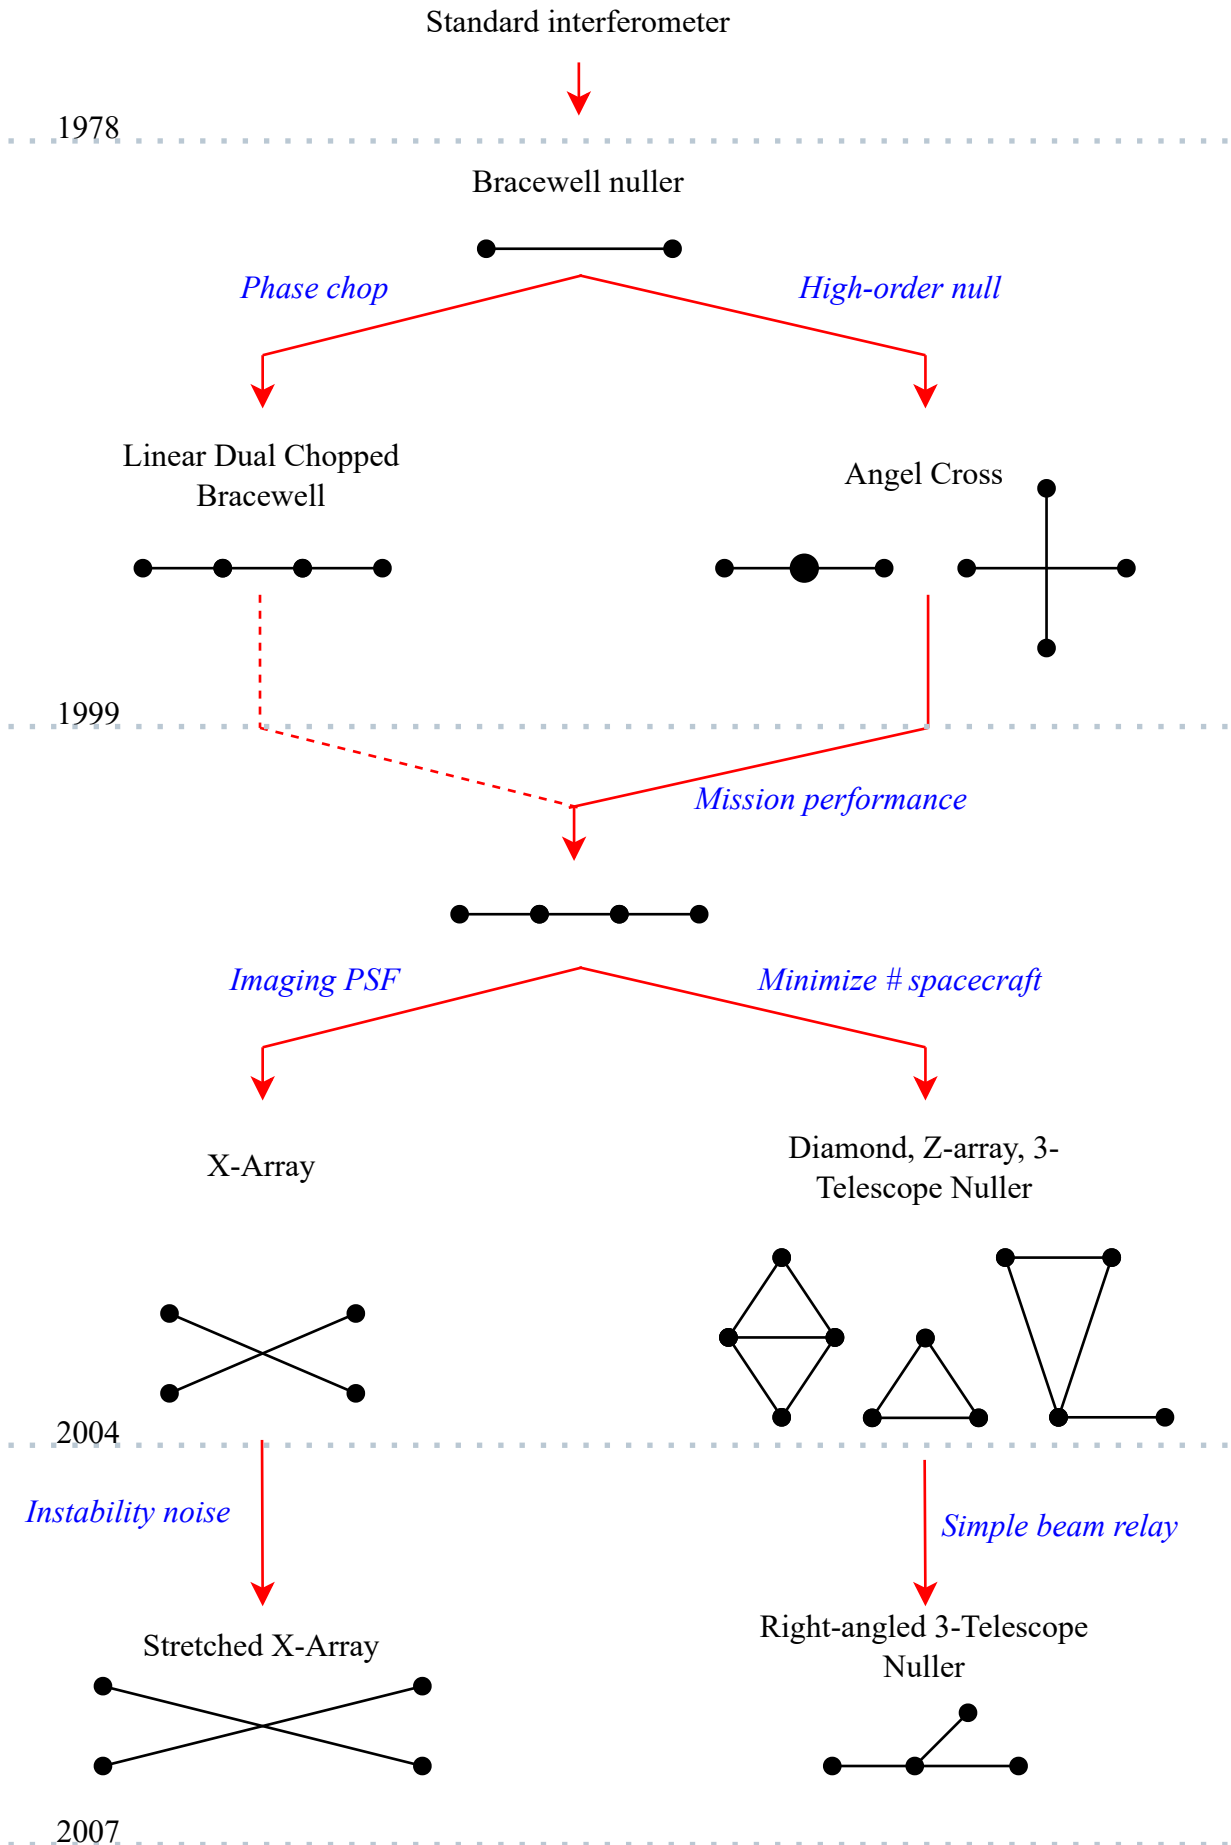 Standard interferometer
1978
Bracewell nuller
Phase chop
High-order null
Linear Dual Chopped
Bracewell
Angel Cross
1999
Mission performance
Imaging PSF
Minimize # spacecraft
X-Array
Diamond, Z-array, 3-
Telescope Nuller
2004
Instability noise
Simple beam relay
Stretched X-Array
Right-angled 3-Telescope
Nuller
2007